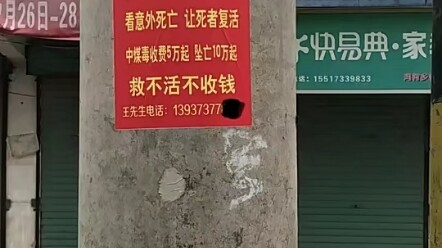 月26日-28
看意外死亡 让死者复活
中煤毒收费5万起 坠亡10万起
救不活不收钱
王先生电话：13937377
快易典·家
15517339833